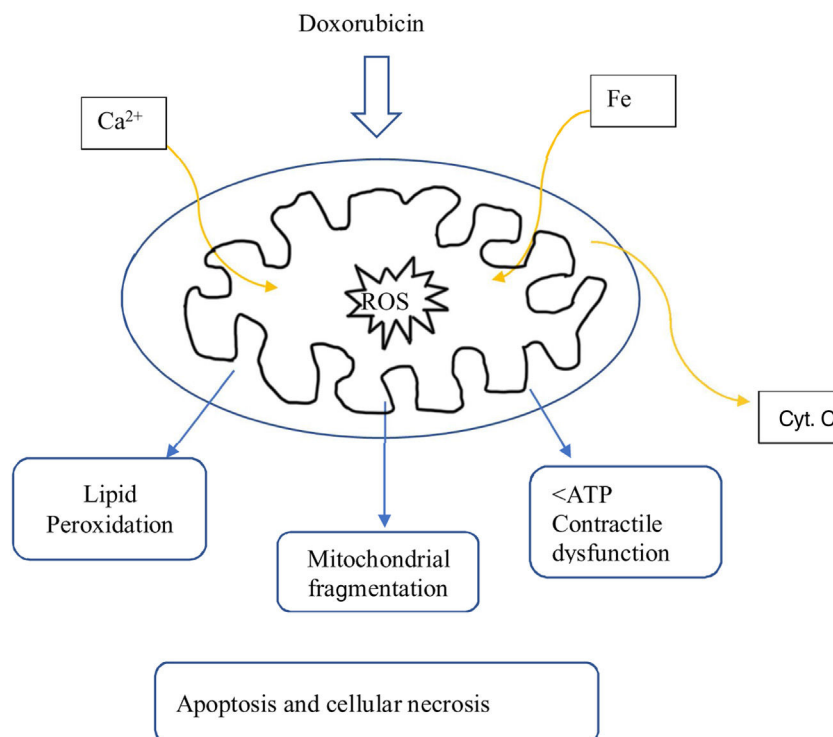 Doxorubicin
Ca²⁺
Fe
ROS
Cyt. C
Lipid
Peroxidation
<ATP
Contractile
dysfunction
Mitochondrial
fragmentation
Apoptosis and cellular necrosis